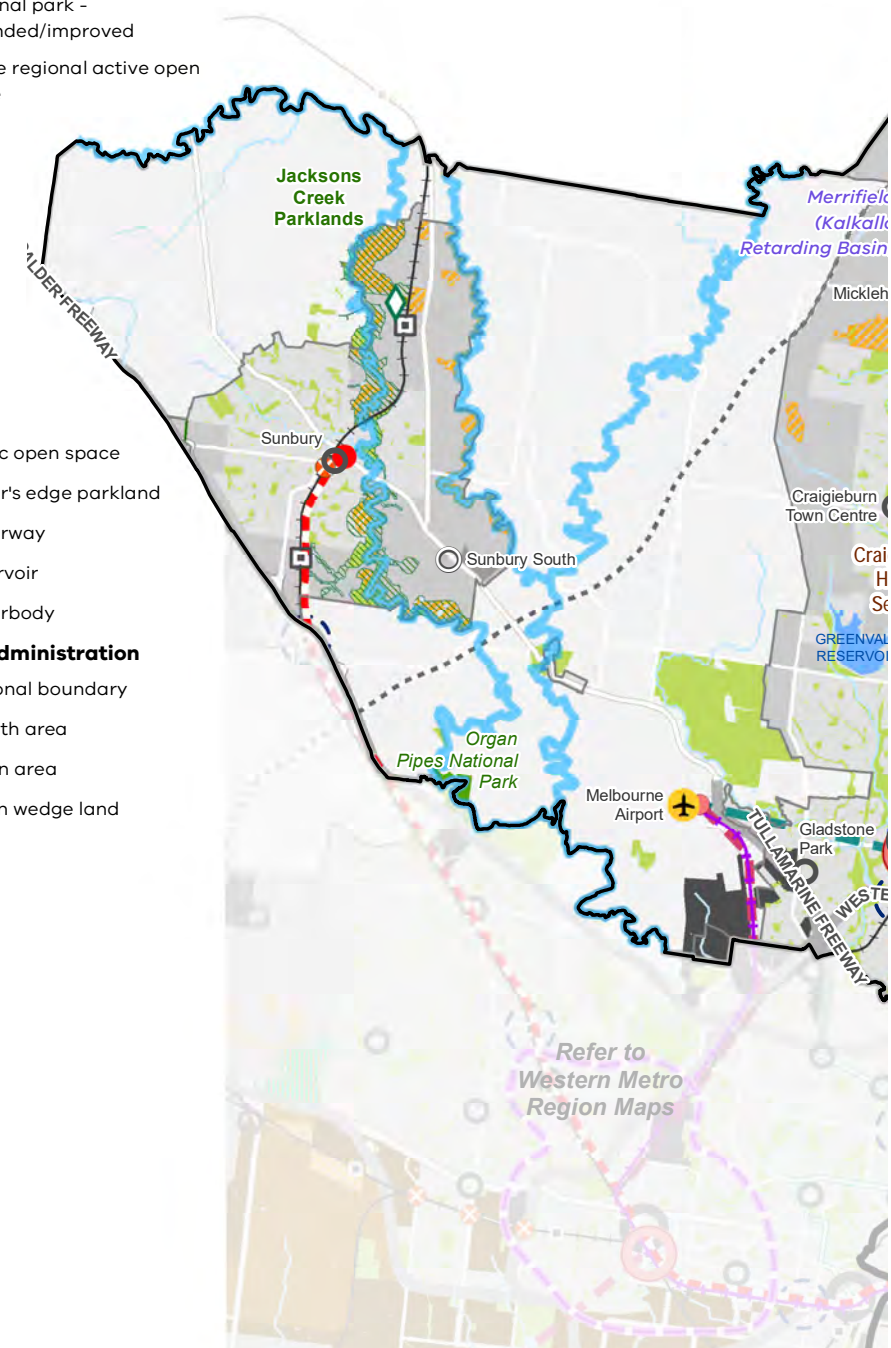 nal park -
nded/improved
e regional active open
Jacksons
Creek
Parklands
Merrifield
(Kalkallo
Retarding Basin
ALDER FREEWAY
Mickleh
Sunbury
c open space
r's edge parkland
rway
rvoir
rbody
dministration
onal boundary
th area
n area
n wedge land
Craigieburn
Town Centre
Sunbury South
Crai
H
Se
GREENVAL
RESERVOI
Organ
Pipes National
Park
Melbourne
Airport
Gladstone
Park
TULLAMARINE FREEWAY
WESTE
Refer to
Western Metro
Region Maps